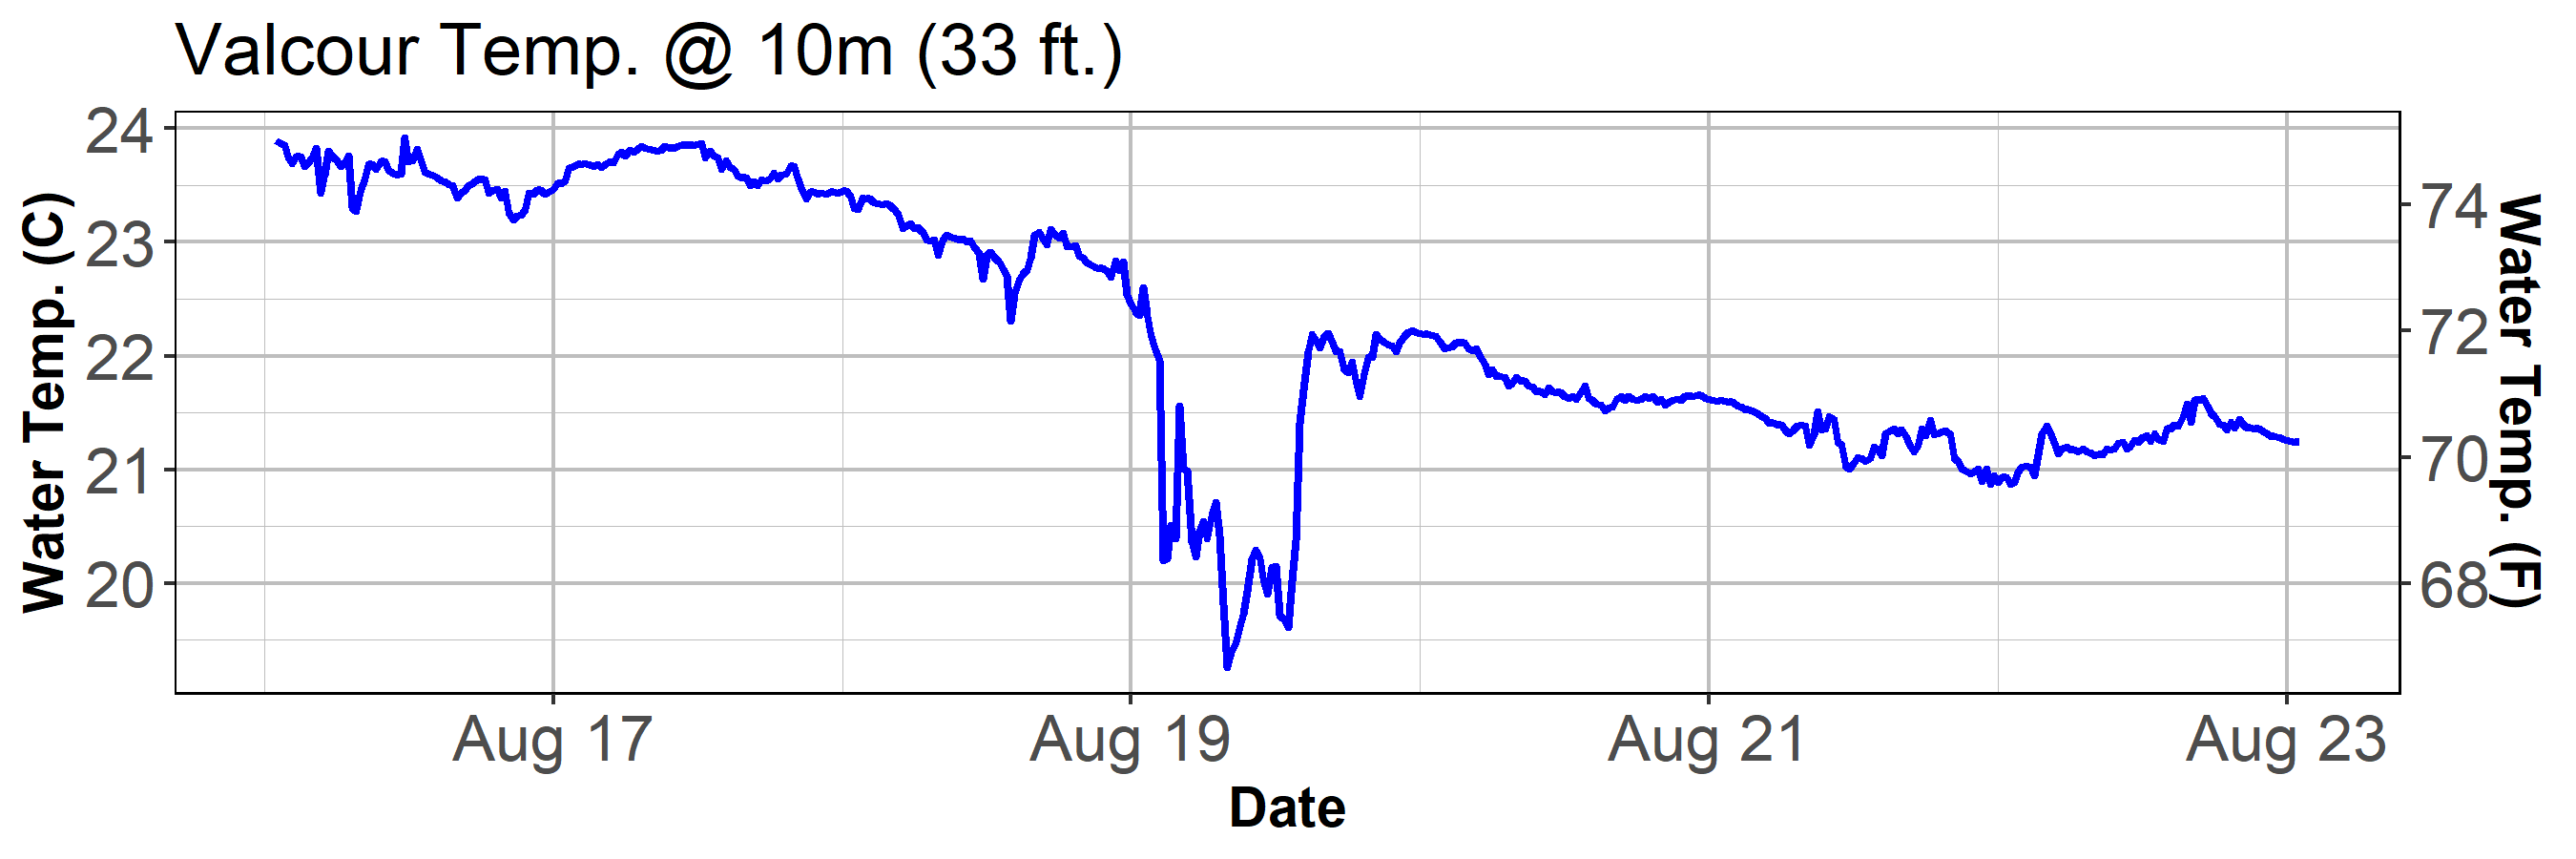 Valcour Temp. @ 10m (33 ft.)
Water Temp. (C)
24
23
22
21
20
74
72
70
68
Water Temp. (F)
Aug 17
Aug 19
Aug 21
Aug 23
Date